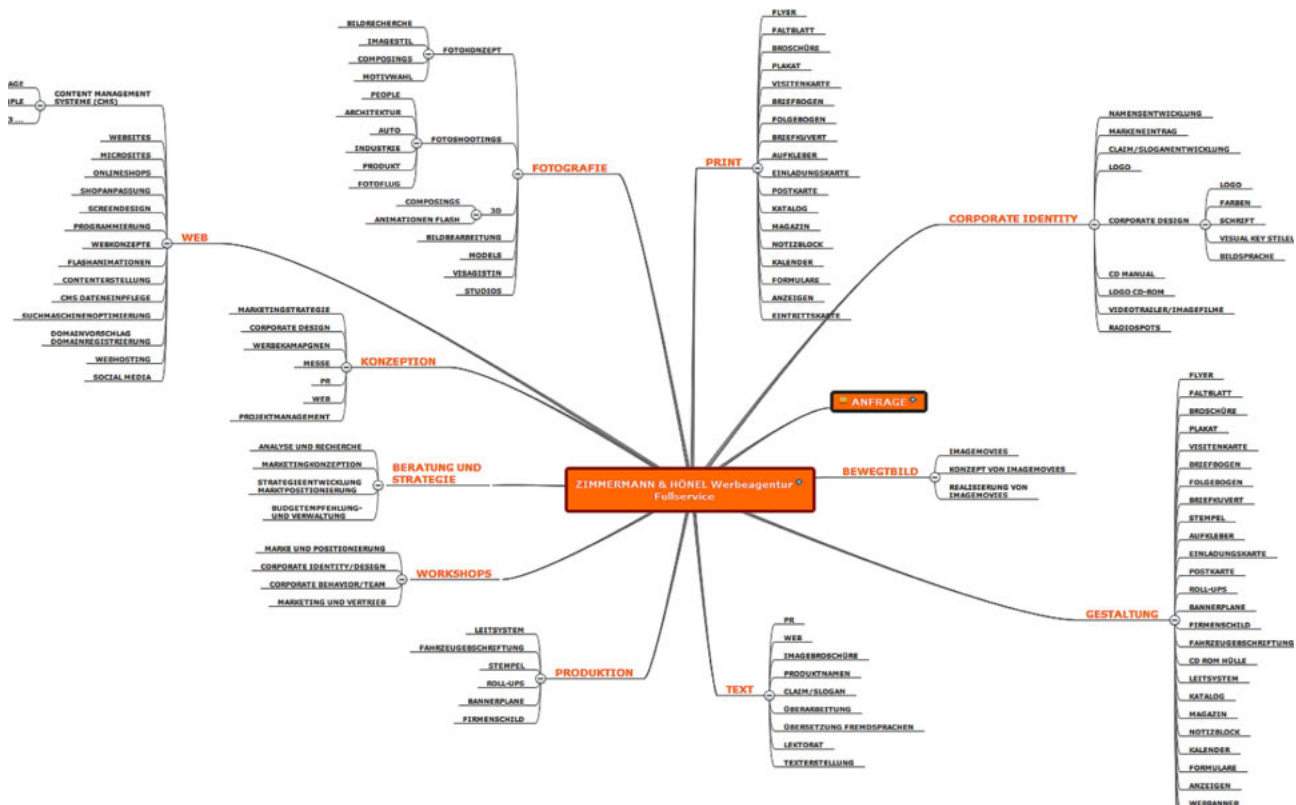 BILDRECHERCHE
IMAGESTIL
COMPOSINGS
MOTIVWAHL
FOTOKONZEPT
PEOPLE
ARCHITEKTUR
AUTO
INDUSTRIE
PRODUKT
FOTOFLUG
FOTOSHOOTINGS
COMPOSINGS
ANIMATIONEN FLASH
3D
BILDBEARBEITUNG
MODELS
VISAGISTIN
STUDIOS
FOTOGRAFIE
FLYER
FALTBLATT
BROSCHÜRE
PLAKAT
VISITENKARTE
BRIEFBOGEN
FOLGEBOGEN
BRIEFKUVERT
AUFKLEBER
EINLADUNGSKARTE
POSTKARTE
KATALOG
MAGAZIN
NOTIZBLOCK
KALENDER
FORMULARE
ANZEIGEN
EINTRITTSKARTE
PRINT
CORPORATE IDENTITY
NAMENSENTWICKLUNG
MARKENEINTRAG
CLAIM/SLOGANENTWICKLUNG
LOGO
CORPORATE DESIGN
LOGO
FARBEN
SCHRIFT
VISUAL KEY STILEL
BILDSPRACHE
CD MANUAL
LOGO CD-ROM
VIDEOTRAILER/IMAGEFILME
RADIOSPOTS
AGE
PLE
3 ...
CONTENT MANAGEMENT
SYSTEME (CMS)
WEBSITES
MICROSITES
ONLINESHOPS
SHOPANPASSUNG
SCREENDESIGN
PROGRAMMIERUNG
WEBKONZEPTE
FLASHANIMATIONEN
CONTENTERSTELLUNG
CMS DATENEINPFLEGE
SUCHMASCHINENOPTIMIERUNG
DOMAINVORSCHLAG
DOMAINREGISTRIERUNG
WEBHOSTING
SOCIAL MEDIA
WEB
MARKETINGSTRATEGIE
CORPORATE DESIGN
WERBEKAMAPGNEN
MESSE
PR
WEB
PROJEKTMANAGEMENT
KONZEPTION
ANALYSE UND RECHERCHE
MARKETINGKONZEPTION
STRATEGIEENTWICKLUNG
MARKTPOSITIONIERUNG
BUDGETEMPFEHLUNG-
UND VERWALTUNG
BERATUNG UND
STRATEGIE
MARKE UND POSITIONIERUNG
CORPORATE IDENTITY/DESIGN
CORPORATE BEHAVIOR/TEAM
MARKETING UND VERTRIEB
WORKSHOPS
LEITSYSTEM
FAHRZEUGEBSCHRIFTUNG
STEMPEL
ROLL-UPS
BANNERPLANE
FIRMENSCHILD
PRODUKTION
ZIMMERMANN & HÖNEL Werbeagentur
Fullservice
ANFRAGE
BEWEGTBILD
IMAGEMOVIES
KONZEPT VON IMAGEMOVIES
REALISIERUNG VON
IMAGEMOVIES
TEXT
PR
WEB
IMAGEBROSCHÜRE
PRODUKTNAMEN
CLAIM/SLOGAN
ÜBERARBEITUNG
ÜBERSETZUNG FREMDSPRACHEN
LEKTORAT
TEXTERSTELLUNG
GESTALTUNG
FLYER
FALTBLATT
BROSCHÜRE
PLAKAT
VISITENKARTE
BRIEFBOGEN
FOLGEBOGEN
BRIEFKUVERT
STEMPEL
AUFKLEBER
EINLADUNGSKARTE
POSTKARTE
ROLL-UPS
BANNERPLANE
FIRMENSCHILD
FAHRZEUGEBSCHRIFTUNG
CD ROM HÜLLE
LEITSYSTEM
KATALOG
MAGAZIN
NOTIZBLOCK
KALENDER
FORMULARE
ANZEIGEN
WEBBANNER